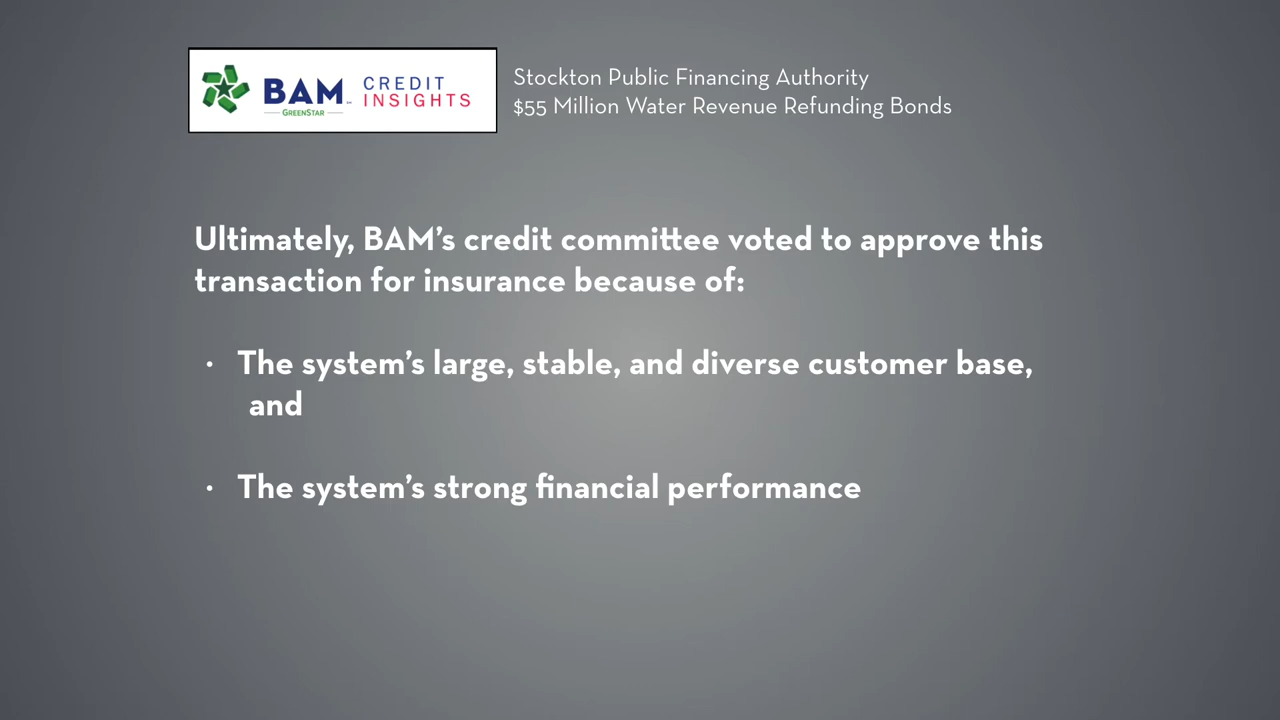 BAM
GREENSTAR
CREDIT
INSIGHTS
Stockton Public Financing Authority
$55 Million Water Revenue Refunding Bonds
Ultimately, BAM’s credit committee voted to approve this
transaction for insurance because of:
• The system’s large, stable, and diverse customer base,
and
• The system’s strong financial performance